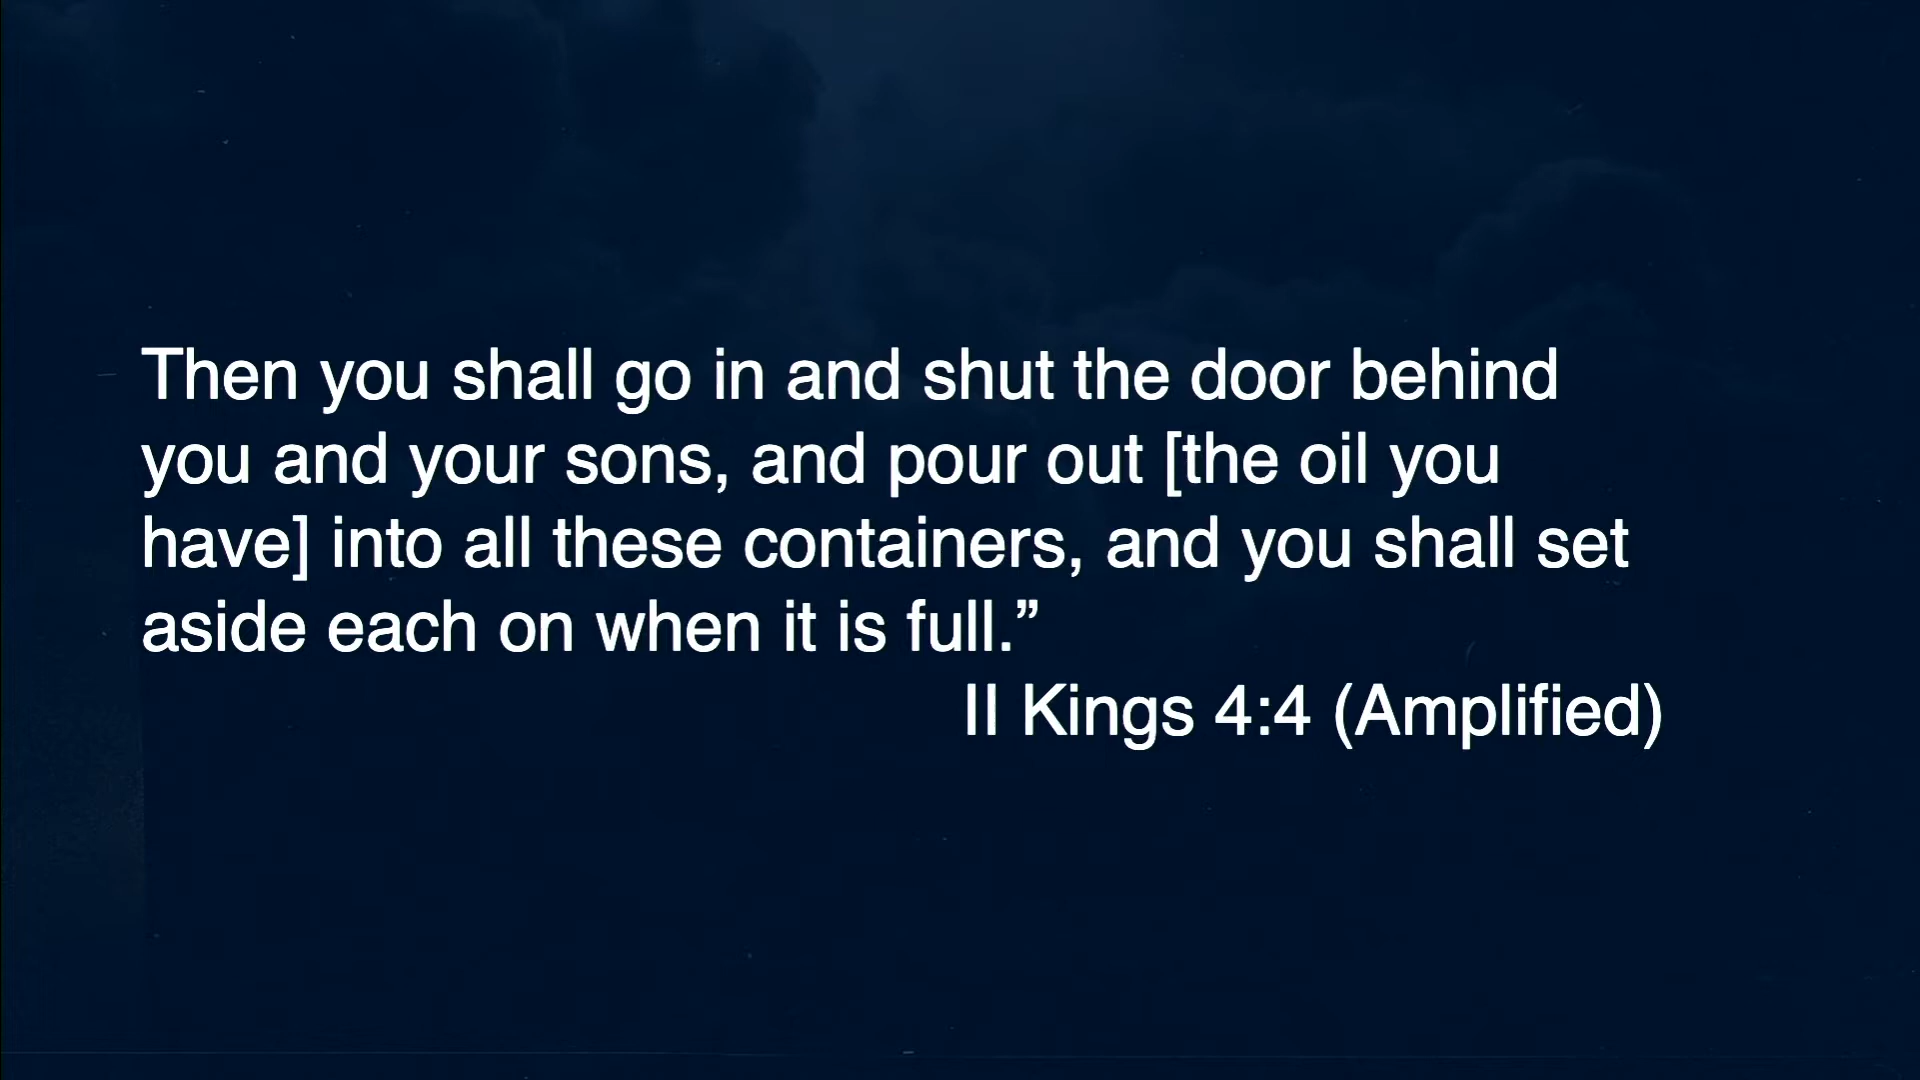 Then you shall go in and shut the door behind
you and your sons, and pour out [the oil you
have] into all these containers, and you shall set
aside each on when it is full.”
II Kings 4:4 (Amplified)